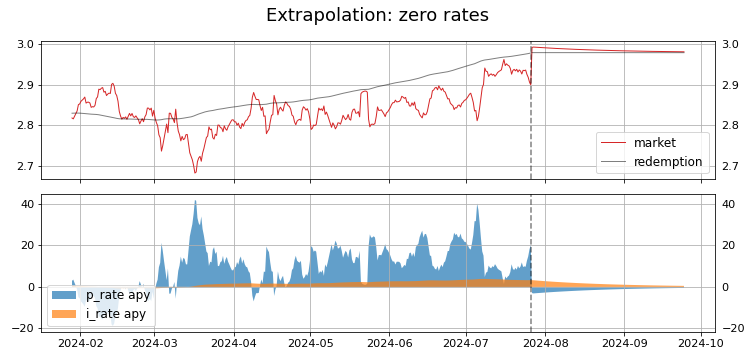 Extrapolation: zero rates
3.0 3.0
2.9 2.9
2.8 2.8
2.7 2.7
market
redemption
40 40
20 20
0 0
−20 −20
p_rate apy
i_rate apy
2024-02 2024-03 2024-04 2024-05 2024-06 2024-07 2024-08 2024-09 2024-10